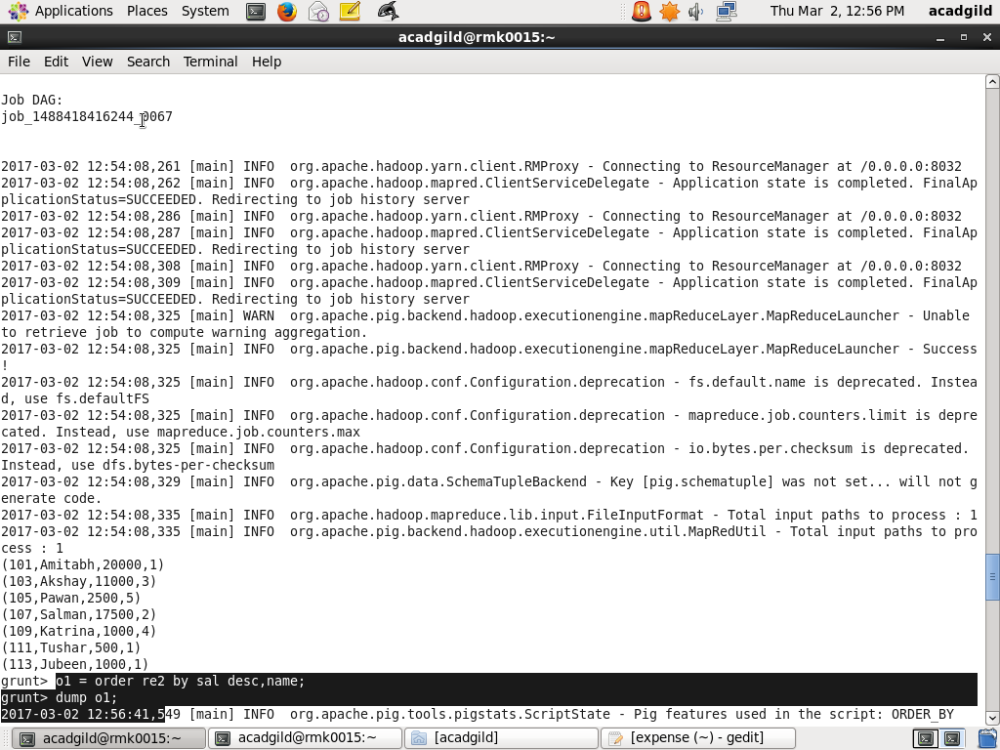 Applications Places System
Thu Mar 2, 12:56 PM acadgild
acadgild@rmk0015:~
File Edit View Search Terminal Help
Job DAG:
job_1488418416244_0067
2017-03-02 12:54:08,261 [main] INFO  org.apache.hadoop.yarn.client.RMProxy - Connecting to ResourceManager at /0.0.0.0:8032
2017-03-02 12:54:08,262 [main] INFO  org.apache.hadoop.mapred.ClientServiceDelegate - Application state is completed. FinalAp
plicationStatus=SUCCEEDED. Redirecting to job history server
2017-03-02 12:54:08,286 [main] INFO  org.apache.hadoop.yarn.client.RMProxy - Connecting to ResourceManager at /0.0.0.0:8032
2017-03-02 12:54:08,287 [main] INFO  org.apache.hadoop.mapred.ClientServiceDelegate - Application state is completed. FinalAp
plicationStatus=SUCCEEDED. Redirecting to job history server
2017-03-02 12:54:08,308 [main] INFO  org.apache.hadoop.yarn.client.RMProxy - Connecting to ResourceManager at /0.0.0.0:8032
2017-03-02 12:54:08,309 [main] INFO  org.apache.hadoop.mapred.ClientServiceDelegate - Application state is completed. FinalAp
plicationStatus=SUCCEEDED. Redirecting to job history server
2017-03-02 12:54:08,325 [main] WARN  org.apache.pig.backend.hadoop.executionengine.mapReduceLayer.MapReduceLauncher - Unable
to retrieve job to compute warning aggregation.
2017-03-02 12:54:08,325 [main] INFO  org.apache.pig.backend.hadoop.executionengine.mapReduceLayer.MapReduceLauncher - Success
!
2017-03-02 12:54:08,325 [main] INFO  org.apache.hadoop.conf.Configuration.deprecation - fs.default.name is deprecated. Instea
d, use fs.defaultFS
2017-03-02 12:54:08,325 [main] INFO  org.apache.hadoop.conf.Configuration.deprecation - mapreduce.job.counters.limit is depre
cated. Instead, use mapreduce.job.counters.max
2017-03-02 12:54:08,325 [main] INFO  org.apache.hadoop.conf.Configuration.deprecation - io.bytes.per.checksum is deprecated.
Instead, use dfs.bytes-per-checksum
2017-03-02 12:54:08,329 [main] INFO  org.apache.pig.data.SchemaTupleBackend - Key [pig.schematuple] was not set... will not g
enerate code.
2017-03-02 12:54:08,335 [main] INFO  org.apache.hadoop.mapreduce.lib.input.FileInputFormat - Total input paths to process : 1
2017-03-02 12:54:08,335 [main] INFO  org.apache.pig.backend.hadoop.executionengine.util.MapRedUtil - Total input paths to pro
cess : 1
(101,Amitabh,20000,1)
(103,Akshay,11000,3)
(105,Pawan,2500,5)
(107,Salman,17500,2)
(109,Katrina,1000,4)
(111,Tushar,500,1)
(113,Jubeen,1000,1)
grunt> o1 = order re2 by sal desc,name;
grunt> dump o1;
2017-03-02 12:56:41,549 [main] INFO  org.apache.pig.tools.pigstats.ScriptState - Pig features used in the script: ORDER_BY
acadgild@rmk0015:~
acadgild@rmk0015:~
[acadgild]
[expense (~) - gedit]